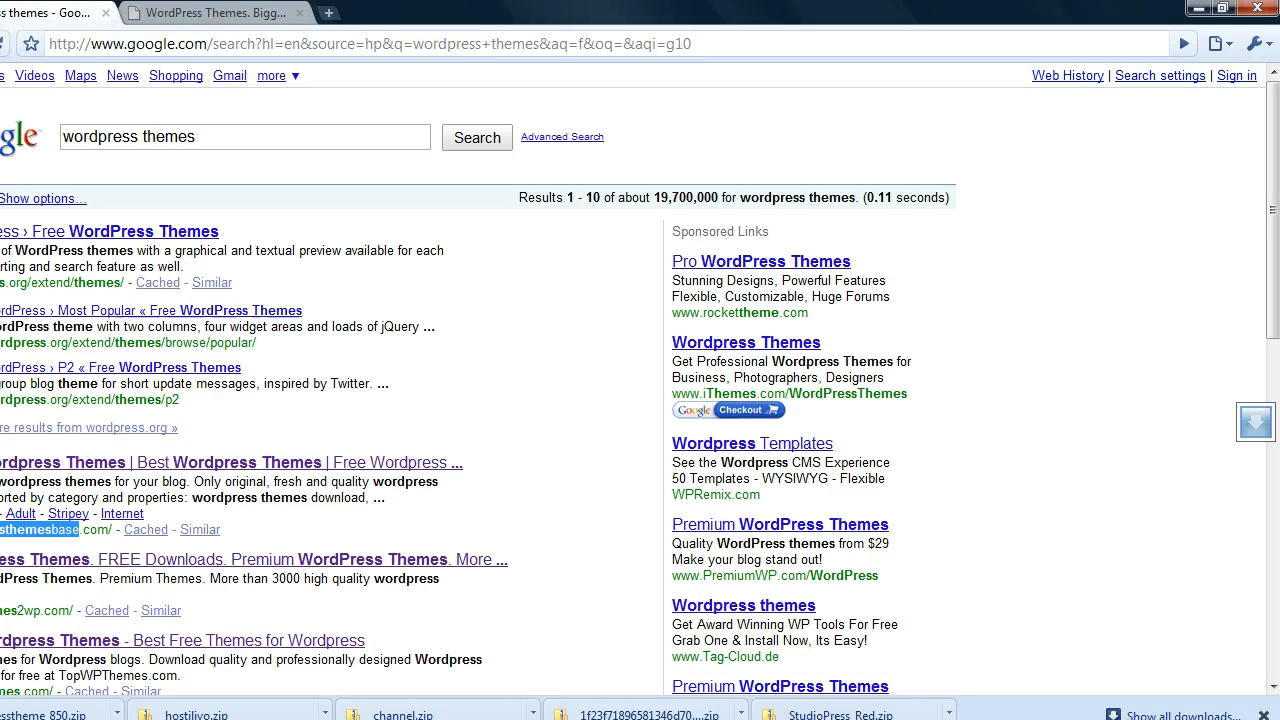 s themes - Goo...
WordPress Themes. Bigg...
http://www.google.com/search?hl=en&source=hp&q=wordpress+themes&aq=f&oq=&aqi=g10
s Videos Maps News Shopping Gmail more ▼
Web History | Search settings | Sign in
gle
wordpress themes
Search
Advanced Search
Show options...
Results 1 - 10 of about 19,700,000 for wordpress themes. (0.11 seconds)
ess › Free WordPress Themes
of WordPress themes with a graphical and textual preview available for each
rting and search feature as well.
s.org/extend/themes/ - Cached - Similar
ordPress › Most Popular « Free WordPress Themes
ordPress theme with two columns, four widget areas and loads of jQuery ...
rdpress.org/extend/themes/browse/popular/
ordPress › P2 « Free WordPress Themes
group blog theme for short update messages, inspired by Twitter. ...
rdpress.org/extend/themes/p2
re results from wordpress.org »
ordpress Themes | Best Wordpress Themes | Free Wordpress ...
wordpress themes for your blog. Only original, fresh and quality wordpress
orted by category and properties: wordpress themes download, ...
- Adult - Stripey - Internet
sthemesbase.com/ - Cached - Similar
ess Themes. FREE Downloads. Premium WordPress Themes. More ...
dPress Themes. Premium Themes. More than 3000 high quality wordpress
mes2wp.com/ - Cached - Similar
rdpress Themes - Best Free Themes for Wordpress
mes for Wordpress blogs. Download quality and professionally designed Wordpress
for free at TopWPThemes.com.
mes.com/ - Cached - Similar
Sponsored Links
Pro WordPress Themes
Stunning Designs, Powerful Features
Flexible, Customizable, Huge Forums
www.rockettheme.com
Wordpress Themes
Get Professional Wordpress Themes for
Business, Photographers, Designers
www.iThemes.com/WordPressThemes
Google Checkout
Wordpress Templates
See the Wordpress CMS Experience
50 Templates - WYSIWYG - Flexible
WPRemix.com
Premium WordPress Themes
Quality WordPress themes from $29
Make your blog stand out!
www.PremiumWP.com/WordPress
Wordpress themes
Get Award Winning WP Tools For Free
Grab One & Install Now, Its Easy!
www.Tag-Cloud.de
Premium WordPress Themes
esstheme_850.zip
hostilivo.zip
channel.zip
1f23f71896581346d70....zip
StudioPress_Red.zip
Show all downloads...